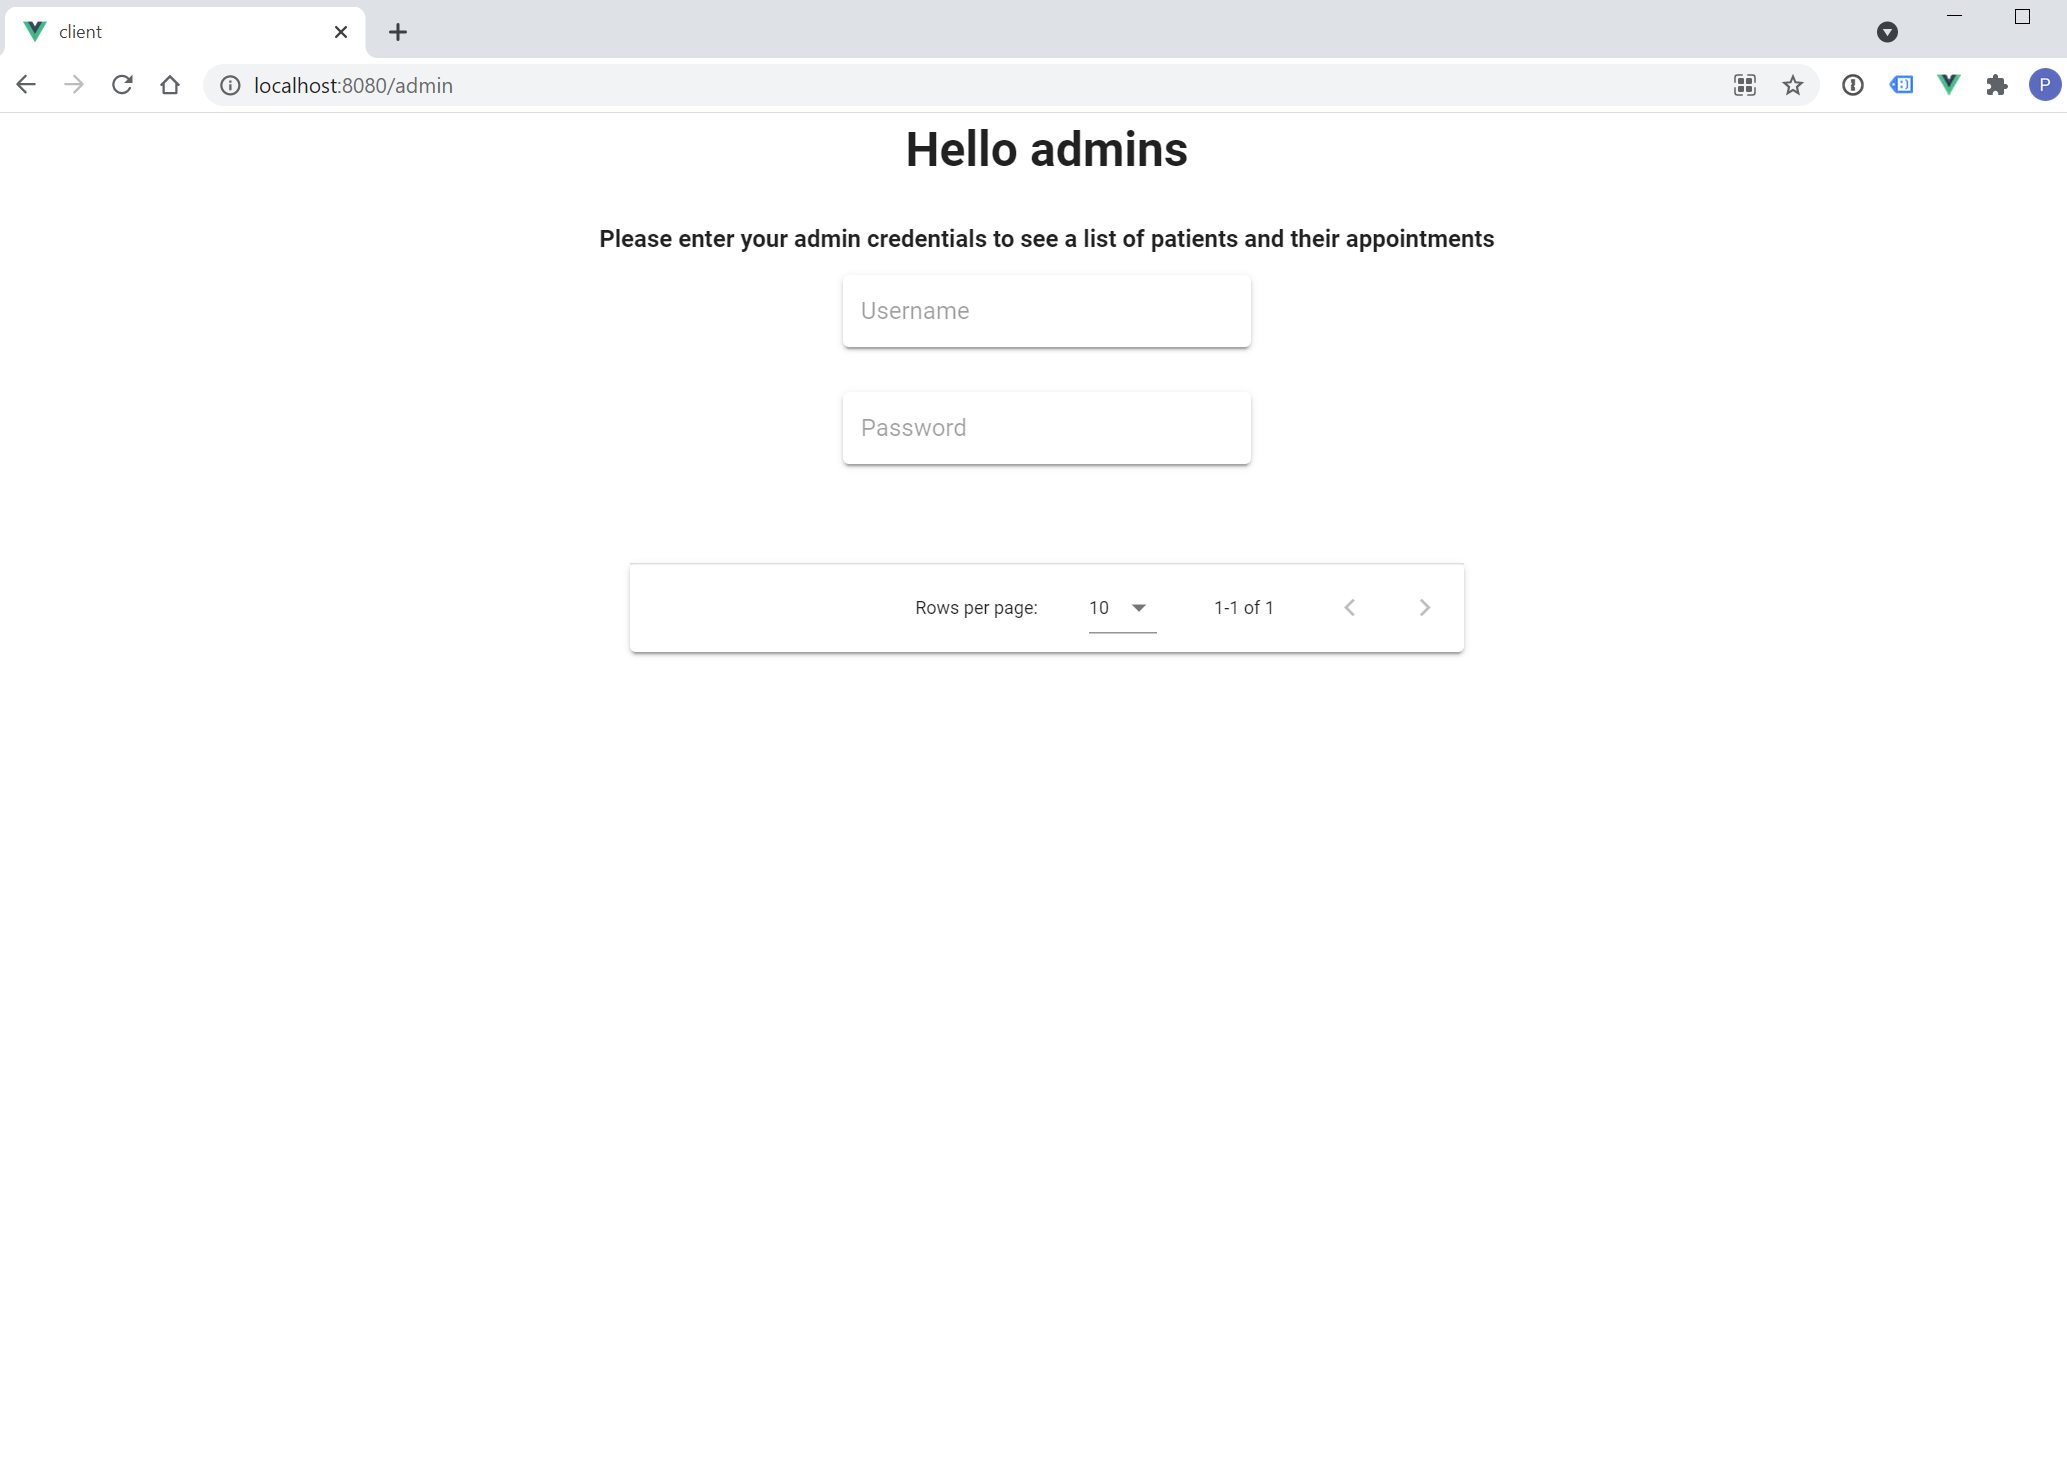 client
localhost:8080/admin
P
Hello admins
Please enter your admin credentials to see a list of patients and their appointments
Username
Password
Rows per page: 10 1-1 of 1